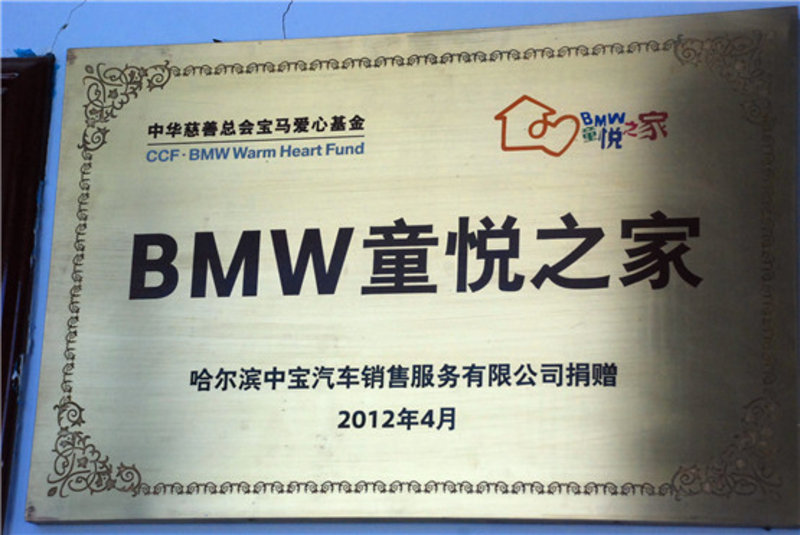 中华慈善总会宝马爱心基金
CCF·BMW Warm Heart Fund
BMW
童悦之家
BMW童悦之家
哈尔滨中宝汽车销售服务有限公司捐赠
2012年4月